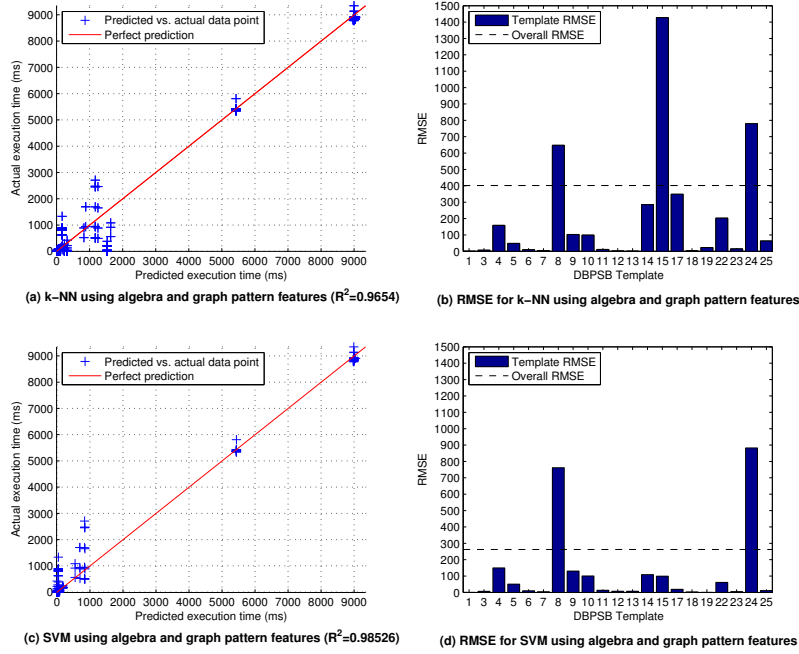 9000
8000
7000
6000
5000
4000
3000
2000
1000
0
Actual execution time (ms)
Predicted vs. actual data point
Perfect prediction
0 1000 2000 3000 4000 5000 6000 7000 8000 9000
Predicted execution time (ms)
(a) k−NN using algebra and graph pattern features (R²=0.9654)
1500
1400
1300
1200
1100
1000
900
800
700
600
500
400
300
200
100
0
RMSE
Template RMSE
Overall RMSE
1 3 4 5 6 7 8 9 10 11 12 13 14 15 17 18 19 22 23 24 25
DBPSB Template
(b) RMSE for k−NN using algebra and graph pattern features
9000
8000
7000
6000
5000
4000
3000
2000
1000
0
Actual execution time (ms)
Predicted vs. actual data point
Perfect prediction
0 1000 2000 3000 4000 5000 6000 7000 8000 9000
Predicted execution time (ms)
(c) SVM using algebra and graph pattern features (R²=0.98526)
1500
1400
1300
1200
1100
1000
900
800
700
600
500
400
300
200
100
0
RMSE
Template RMSE
Overall RMSE
1 3 4 5 6 7 8 9 10 11 12 13 14 15 17 18 19 22 23 24 25
DBPSB Template
(d) RMSE for SVM using algebra and graph pattern features